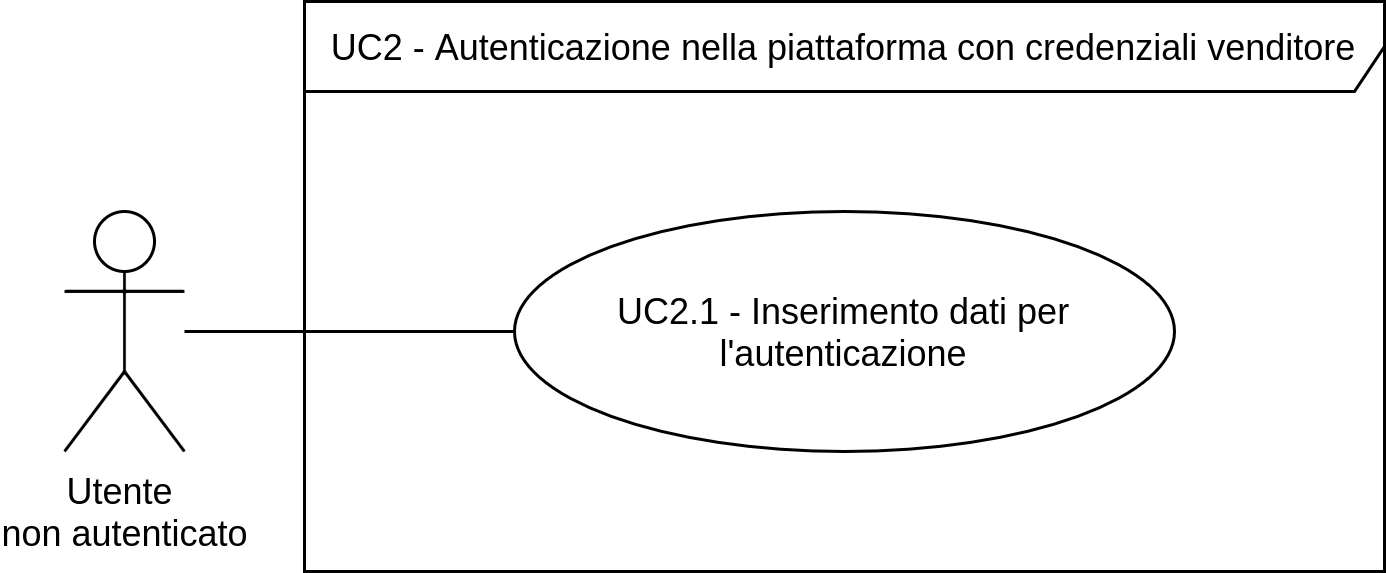 UC2 - Autenticazione nella piattaforma con credenziali venditore
UC2.1 - Inserimento dati per
l'autenticazione
Utente
non autenticato